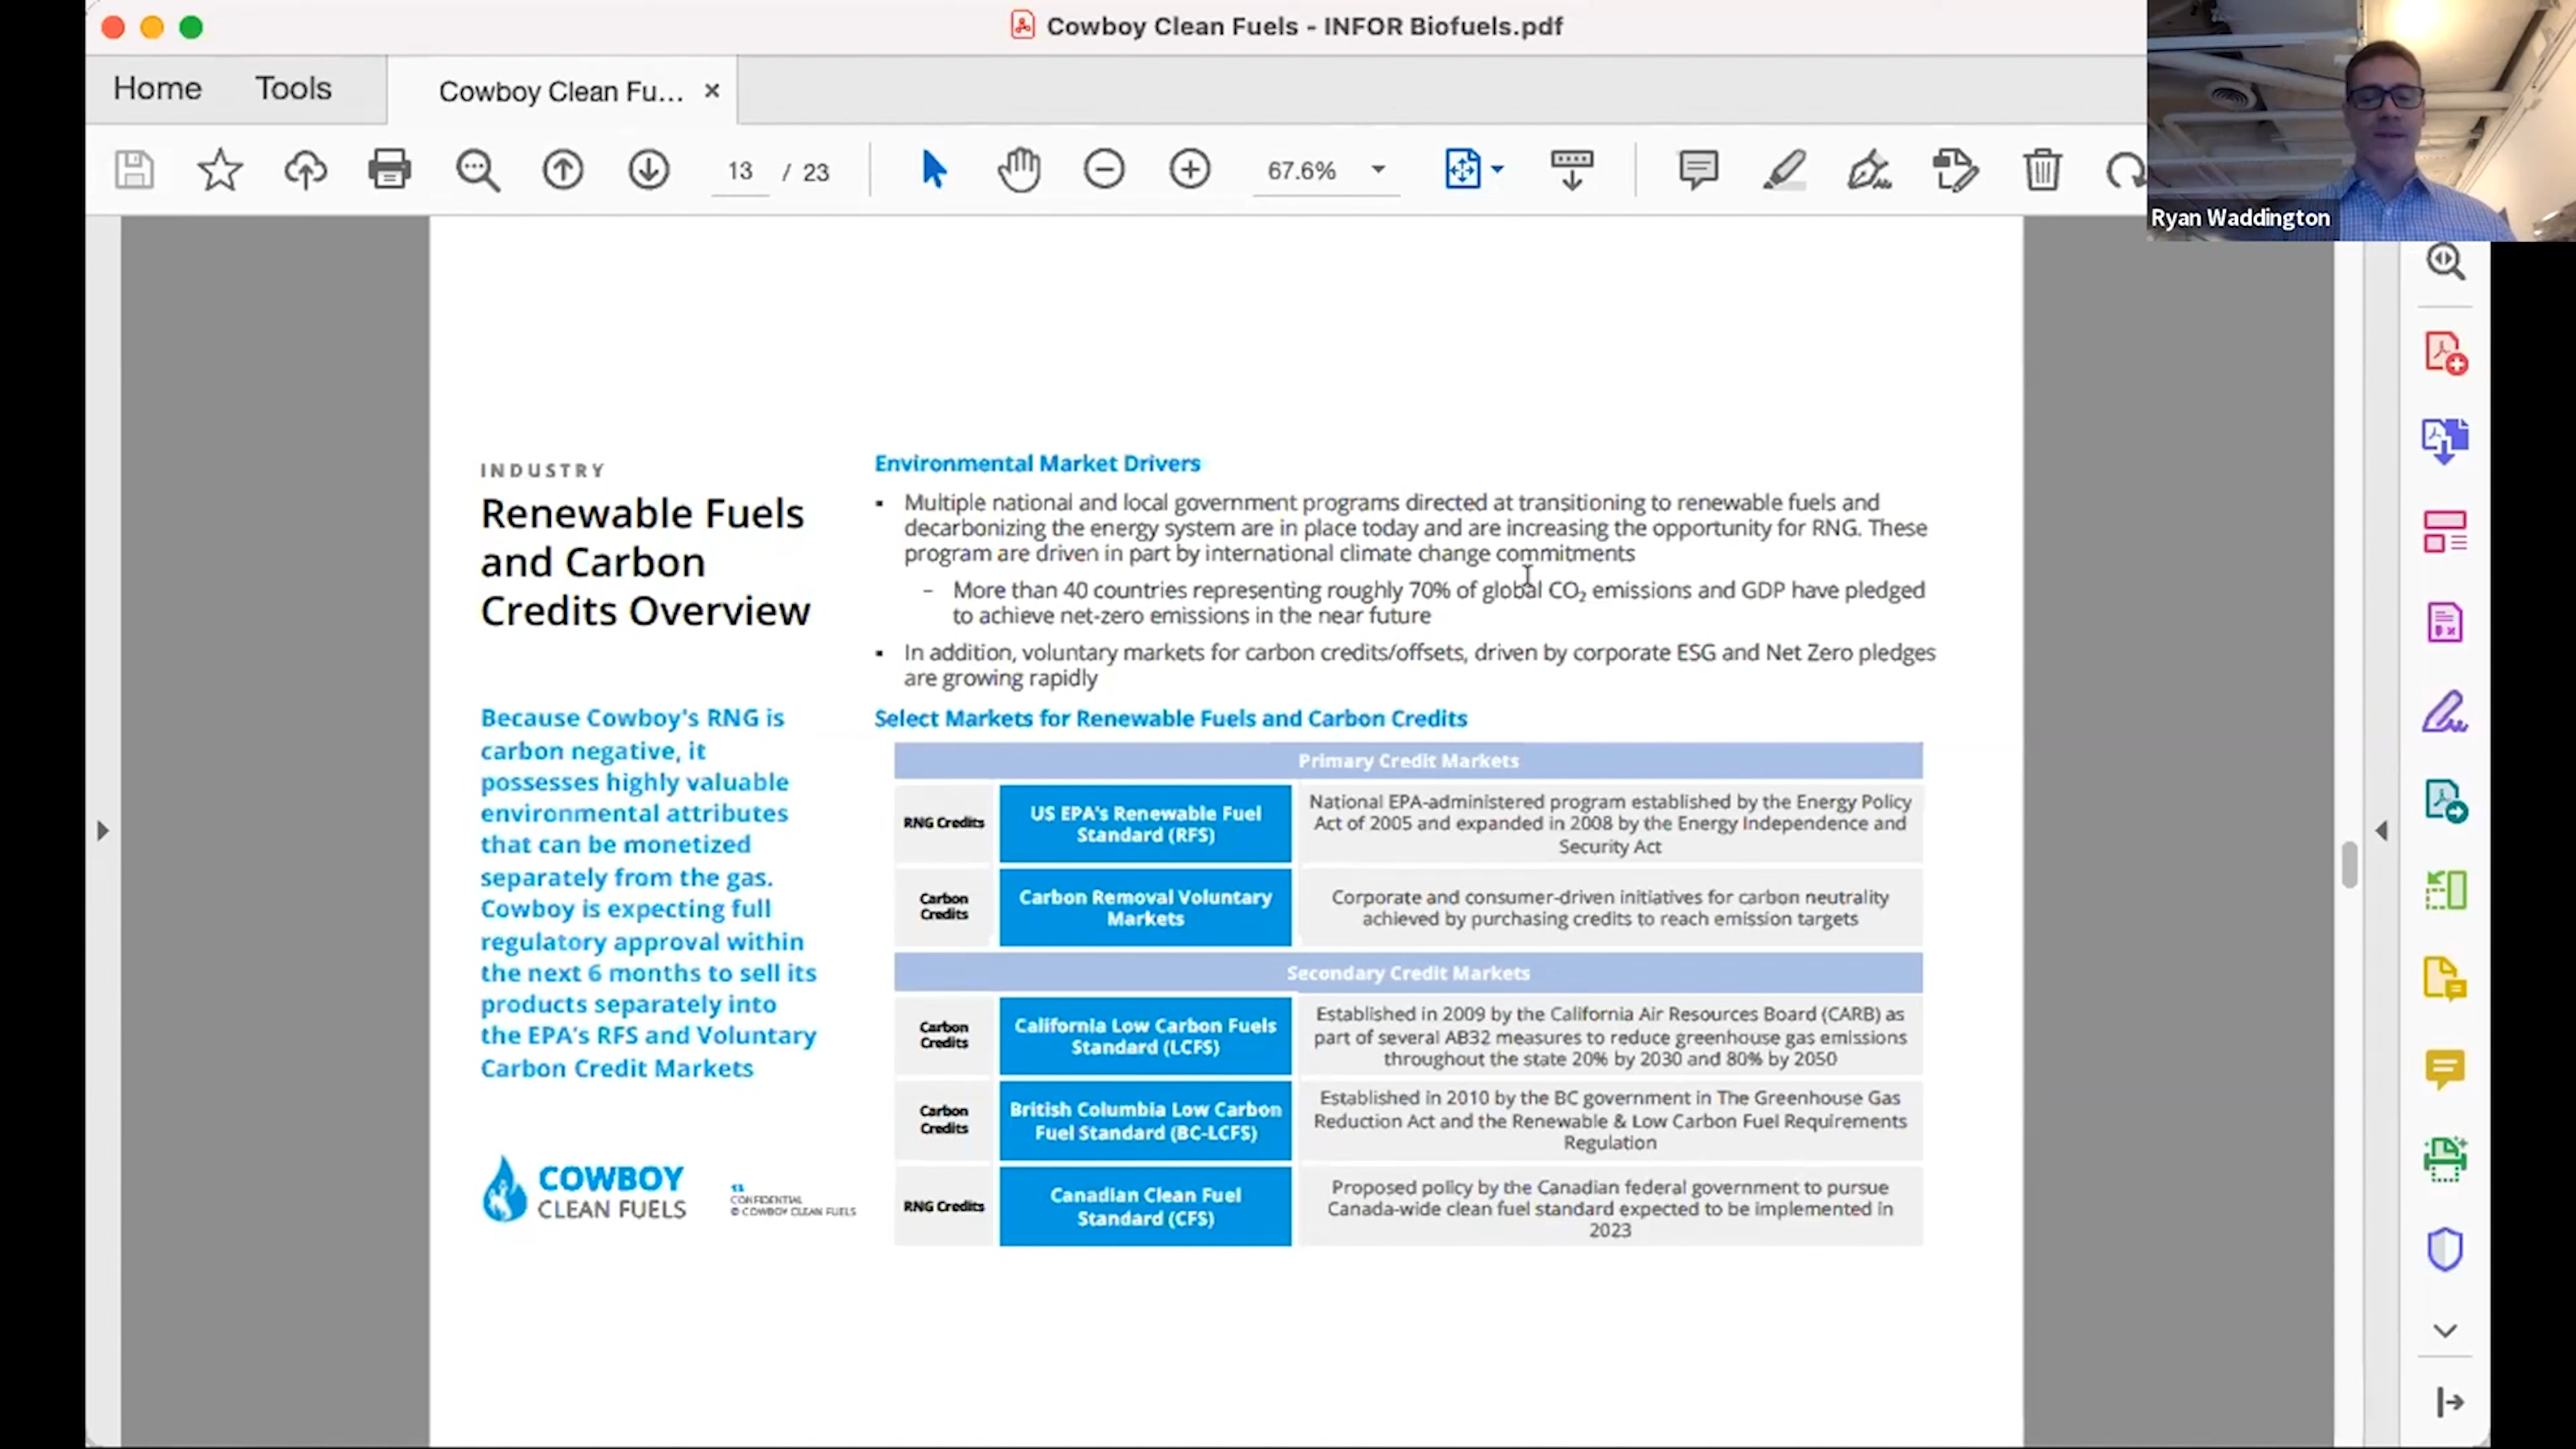 Cowboy Clean Fuels - INFOR Biofuels.pdf
Home
Tools
Cowboy Clean Fu...
13 / 23
67.6%
Ryan Waddington
INDUSTRY
Renewable Fuels
and Carbon
Credits Overview
Because Cowboy's RNG is
carbon negative, it
possesses highly valuable
environmental attributes
that can be monetized
separately from the gas.
Cowboy is expecting full
regulatory approval within
the next 6 months to sell its
products separately into
the EPA's RFS and Voluntary
Carbon Credit Markets
COWBOY
CLEAN FUELS
CONFIDENTIAL
© COWBOY CLEAN FUELS
Environmental Market Drivers
▪ Multiple national and local government programs directed at transitioning to renewable fuels and
decarbonizing the energy system are in place today and are increasing the opportunity for RNG. These
program are driven in part by international climate change commitments
– More than 40 countries representing roughly 70% of global CO₂ emissions and GDP have pledged
to achieve net-zero emissions in the near future
▪ In addition, voluntary markets for carbon credits/offsets, driven by corporate ESG and Net Zero pledges
are growing rapidly
Select Markets for Renewable Fuels and Carbon Credits
Primary Credit Markets
RNG Credits
US EPA's Renewable Fuel
Standard (RFS)
National EPA-administered program established by the Energy Policy
Act of 2005 and expanded in 2008 by the Energy Independence and
Security Act
Carbon
Credits
Carbon Removal Voluntary
Markets
Corporate and consumer-driven initiatives for carbon neutrality
achieved by purchasing credits to reach emission targets
Secondary Credit Markets
Carbon
Credits
California Low Carbon Fuels
Standard (LCFS)
Established in 2009 by the California Air Resources Board (CARB) as
part of several AB32 measures to reduce greenhouse gas emissions
throughout the state 20% by 2030 and 80% by 2050
Carbon
Credits
British Columbia Low Carbon
Fuel Standard (BC-LCFS)
Established in 2010 by the BC government in The Greenhouse Gas
Reduction Act and the Renewable & Low Carbon Fuel Requirements
Regulation
RNG Credits
Canadian Clean Fuel
Standard (CFS)
Proposed policy by the Canadian federal government to pursue
Canada-wide clean fuel standard expected to be implemented in
2023